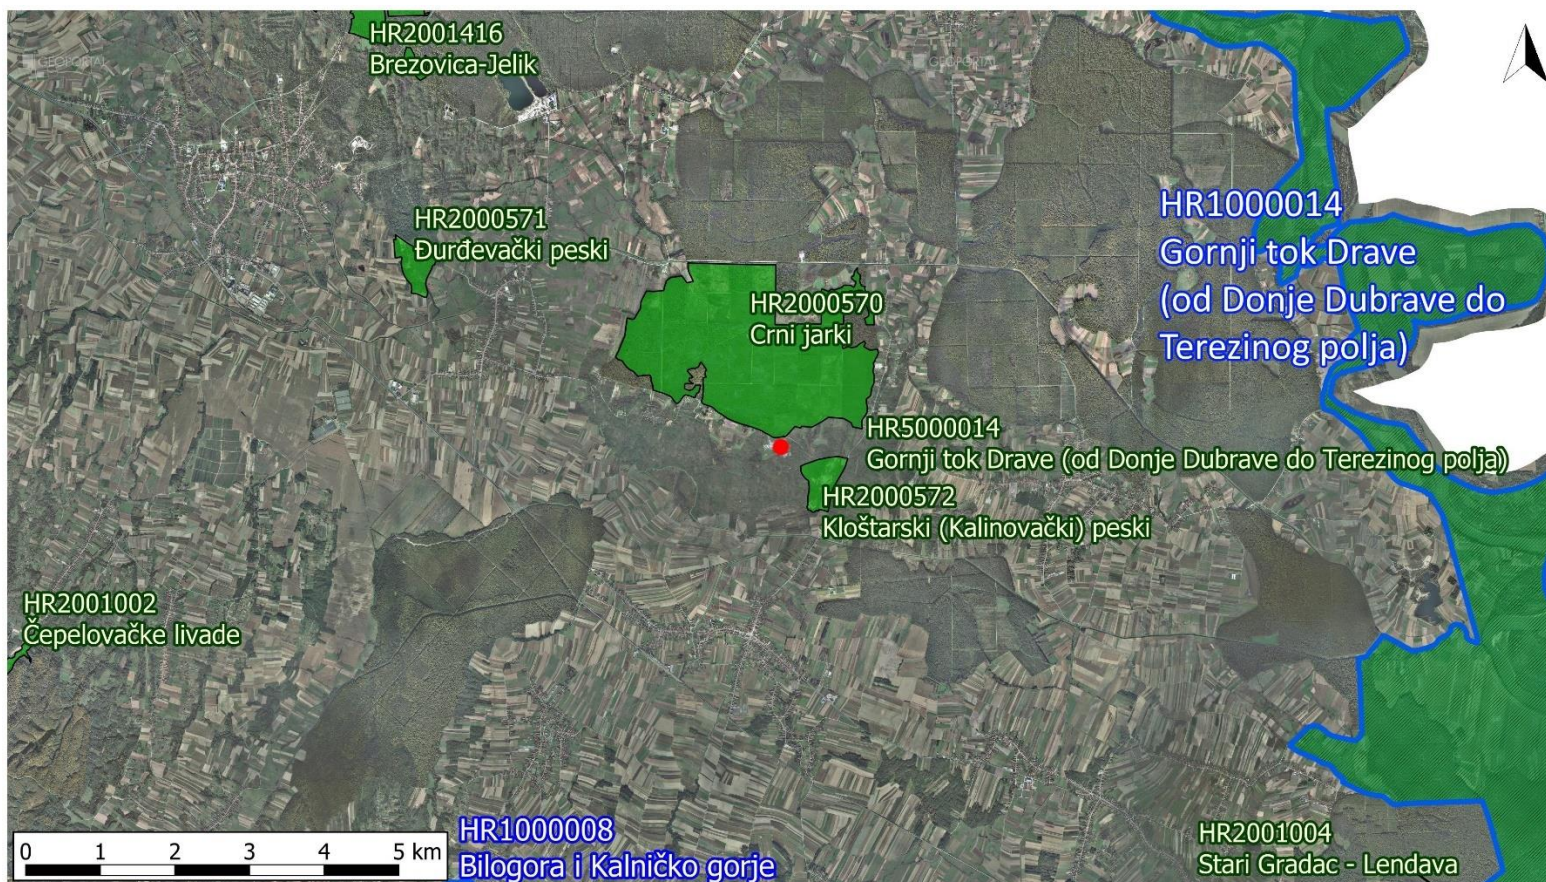 HR2001416
Brezovica-Jelik
GEOPORTAL
GEOPORTAL
HR2000571
Đurđevački peski
HR1000014
Gornji tok Drave
(od Donje Dubrave do
Terezinog polja)
HR2000570
Crni jarki
HR5000014
Gornji tok Drave (od Donje Dubrave do Terezinog polja)
HR2000572
Kloštarski (Kalinovački) peski
HR2001002
Čepelovačke livade
0 1 2 3 4 5 km
HR1000008
Bilogora i Kalničko gorje
HR2001004
Stari Gradac - Lendava